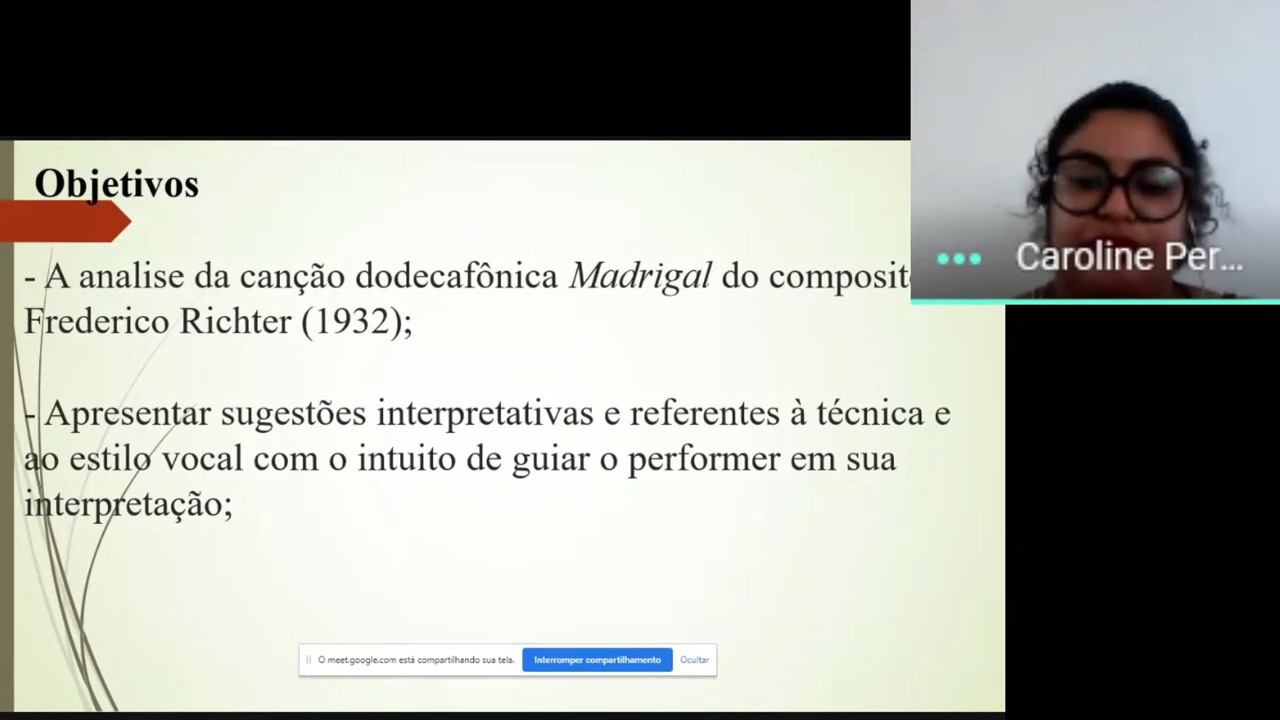 Objetivos
- A analise da canção dodecafônica Madrigal do composit
Frederico Richter (1932);
- Apresentar sugestões interpretativas e referentes à técnica e
ao estilo vocal com o intuito de guiar o performer em sua
interpretação;
Caroline Per...
O meet.google.com está compartilhando sua tela.
Interromper compartilhamento
Ocultar